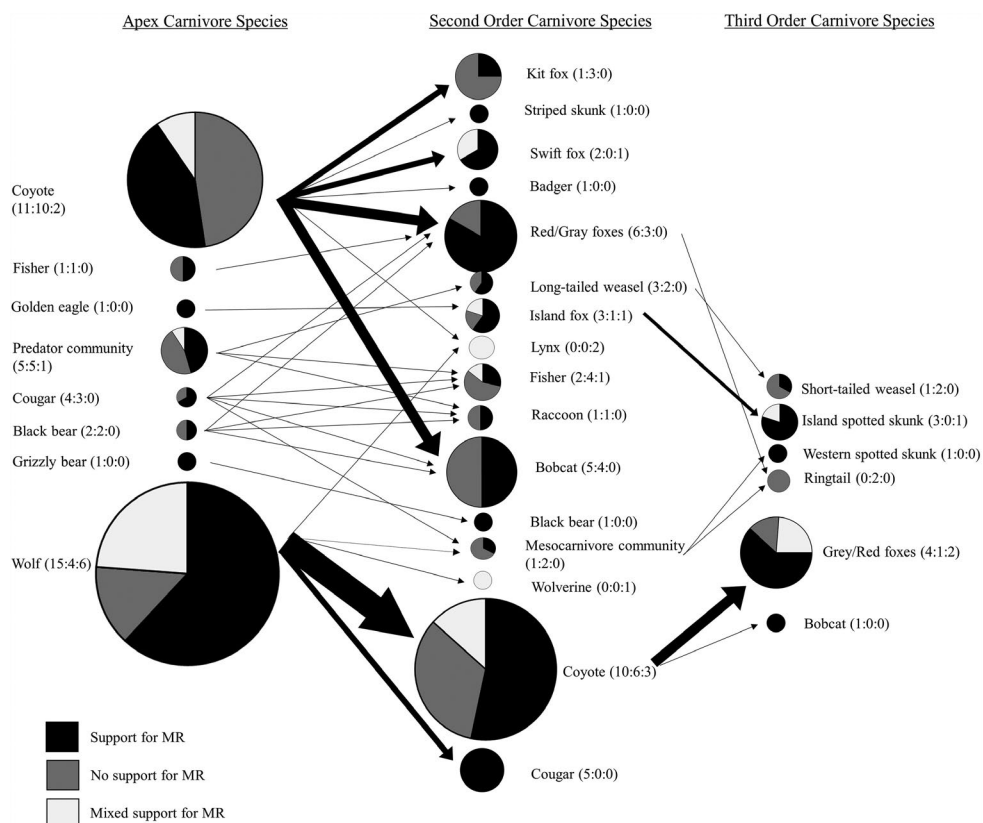 Apex Carnivore Species
Second Order Carnivore Species
Third Order Carnivore Species
Coyote
(11:10:2)
Fisher (1:1:0)
Golden eagle (1:0:0)
Predator community
(5:5:1)
Cougar (4:3:0)
Black bear (2:2:0)
Grizzly bear (1:0:0)
Wolf (15:4:6)
Kit fox (1:3:0)
Striped skunk (1:0:0)
Swift fox (2:0:1)
Badger (1:0:0)
Red/Gray foxes (6:3:0)
Long-tailed weasel (3:2:0)
Island fox (3:1:1)
Lynx (0:0:2)
Fisher (2:4:1)
Raccoon (1:1:0)
Bobcat (5:4:0)
Black bear (1:0:0)
Mesocarnivore community
(1:2:0)
Wolverine (0:0:1)
Coyote (10:6:3)
Cougar (5:0:0)
Short-tailed weasel (1:2:0)
Island spotted skunk (3:0:1)
Western spotted skunk (1:0:0)
Ringtail (0:2:0)
Grey/Red foxes (4:1:2)
Bobcat (1:0:0)
Support for MR
No support for MR
Mixed support for MR